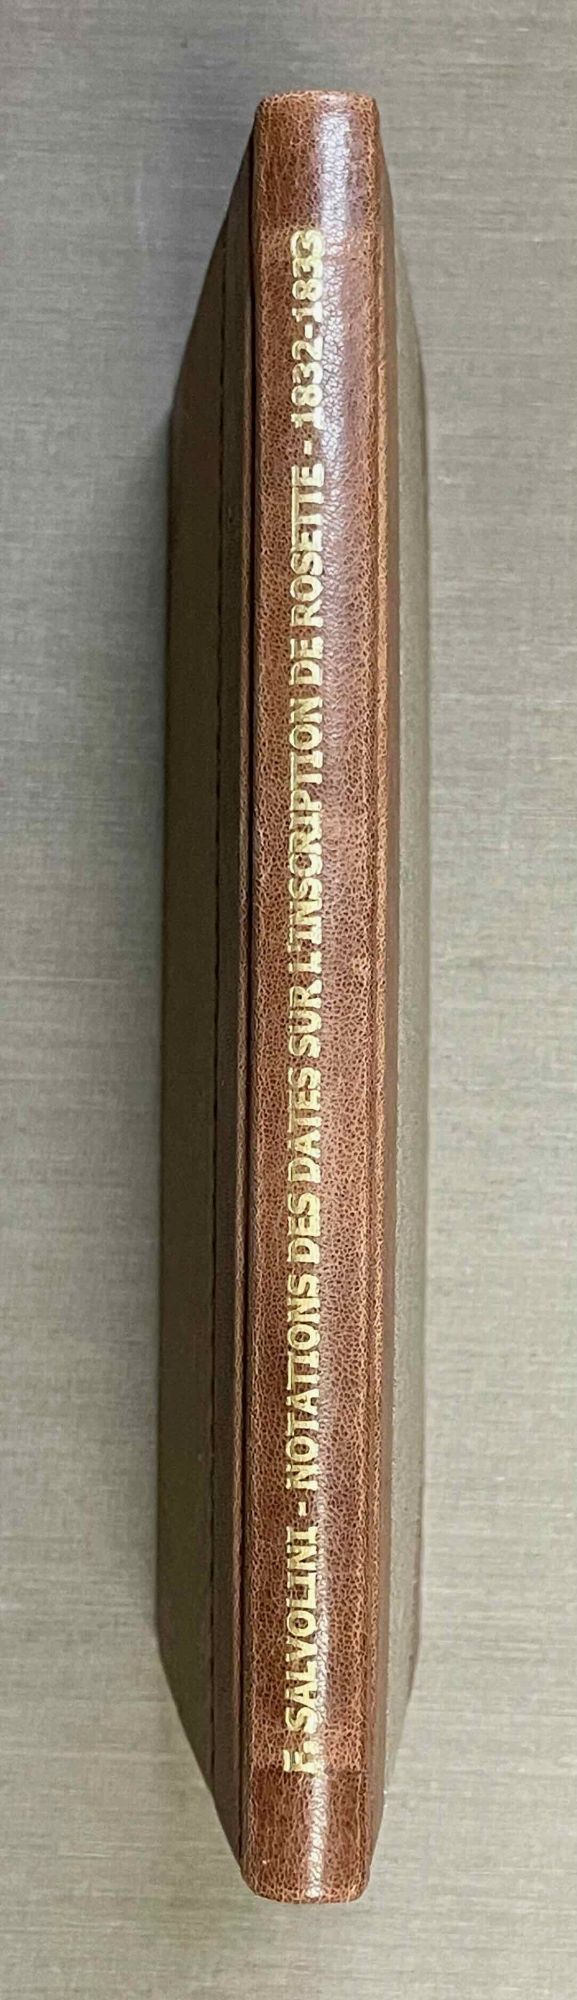 F. SALVOLINI - NOTATIONS DES DATES SUR L'INSCRIPTION DE ROSETTE - 1832-1833